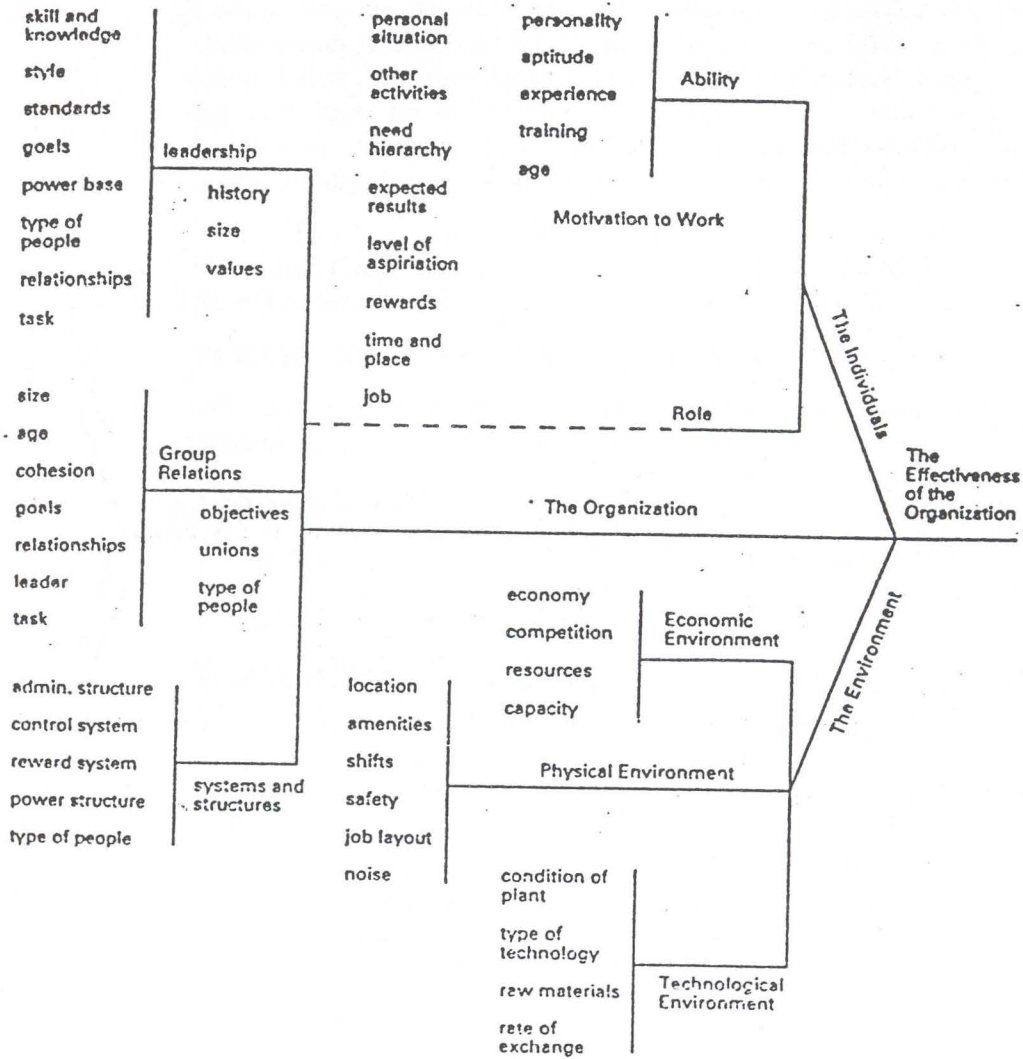 skill and
knowledge
style
standards
goals
power base
type of
people
relationships
task
leadership
history
size
values
personal
situation
other
activities
need
hierarchy
expected
results
level of
aspiriation
rewards
time and
place
job
personality
aptitude
experience
training
age
Ability
Motivation to Work
Role
The Individuals
size
age
cohesion
goals
relationships
leader
task
Group
Relations
objectives
unions
type of
people
The Organization
The
Effectiveness
of the
Organization
admin. structure
control system
reward system
power structure
type of people
systems and
structures
economy
competition
resources
capacity
Economic
Environment
The Environment
location
amenities
shifts
safety
job layout
noise
Physical Environment
condition of
plant
type of
technology
raw materials
rate of
exchange
Technological
Environment